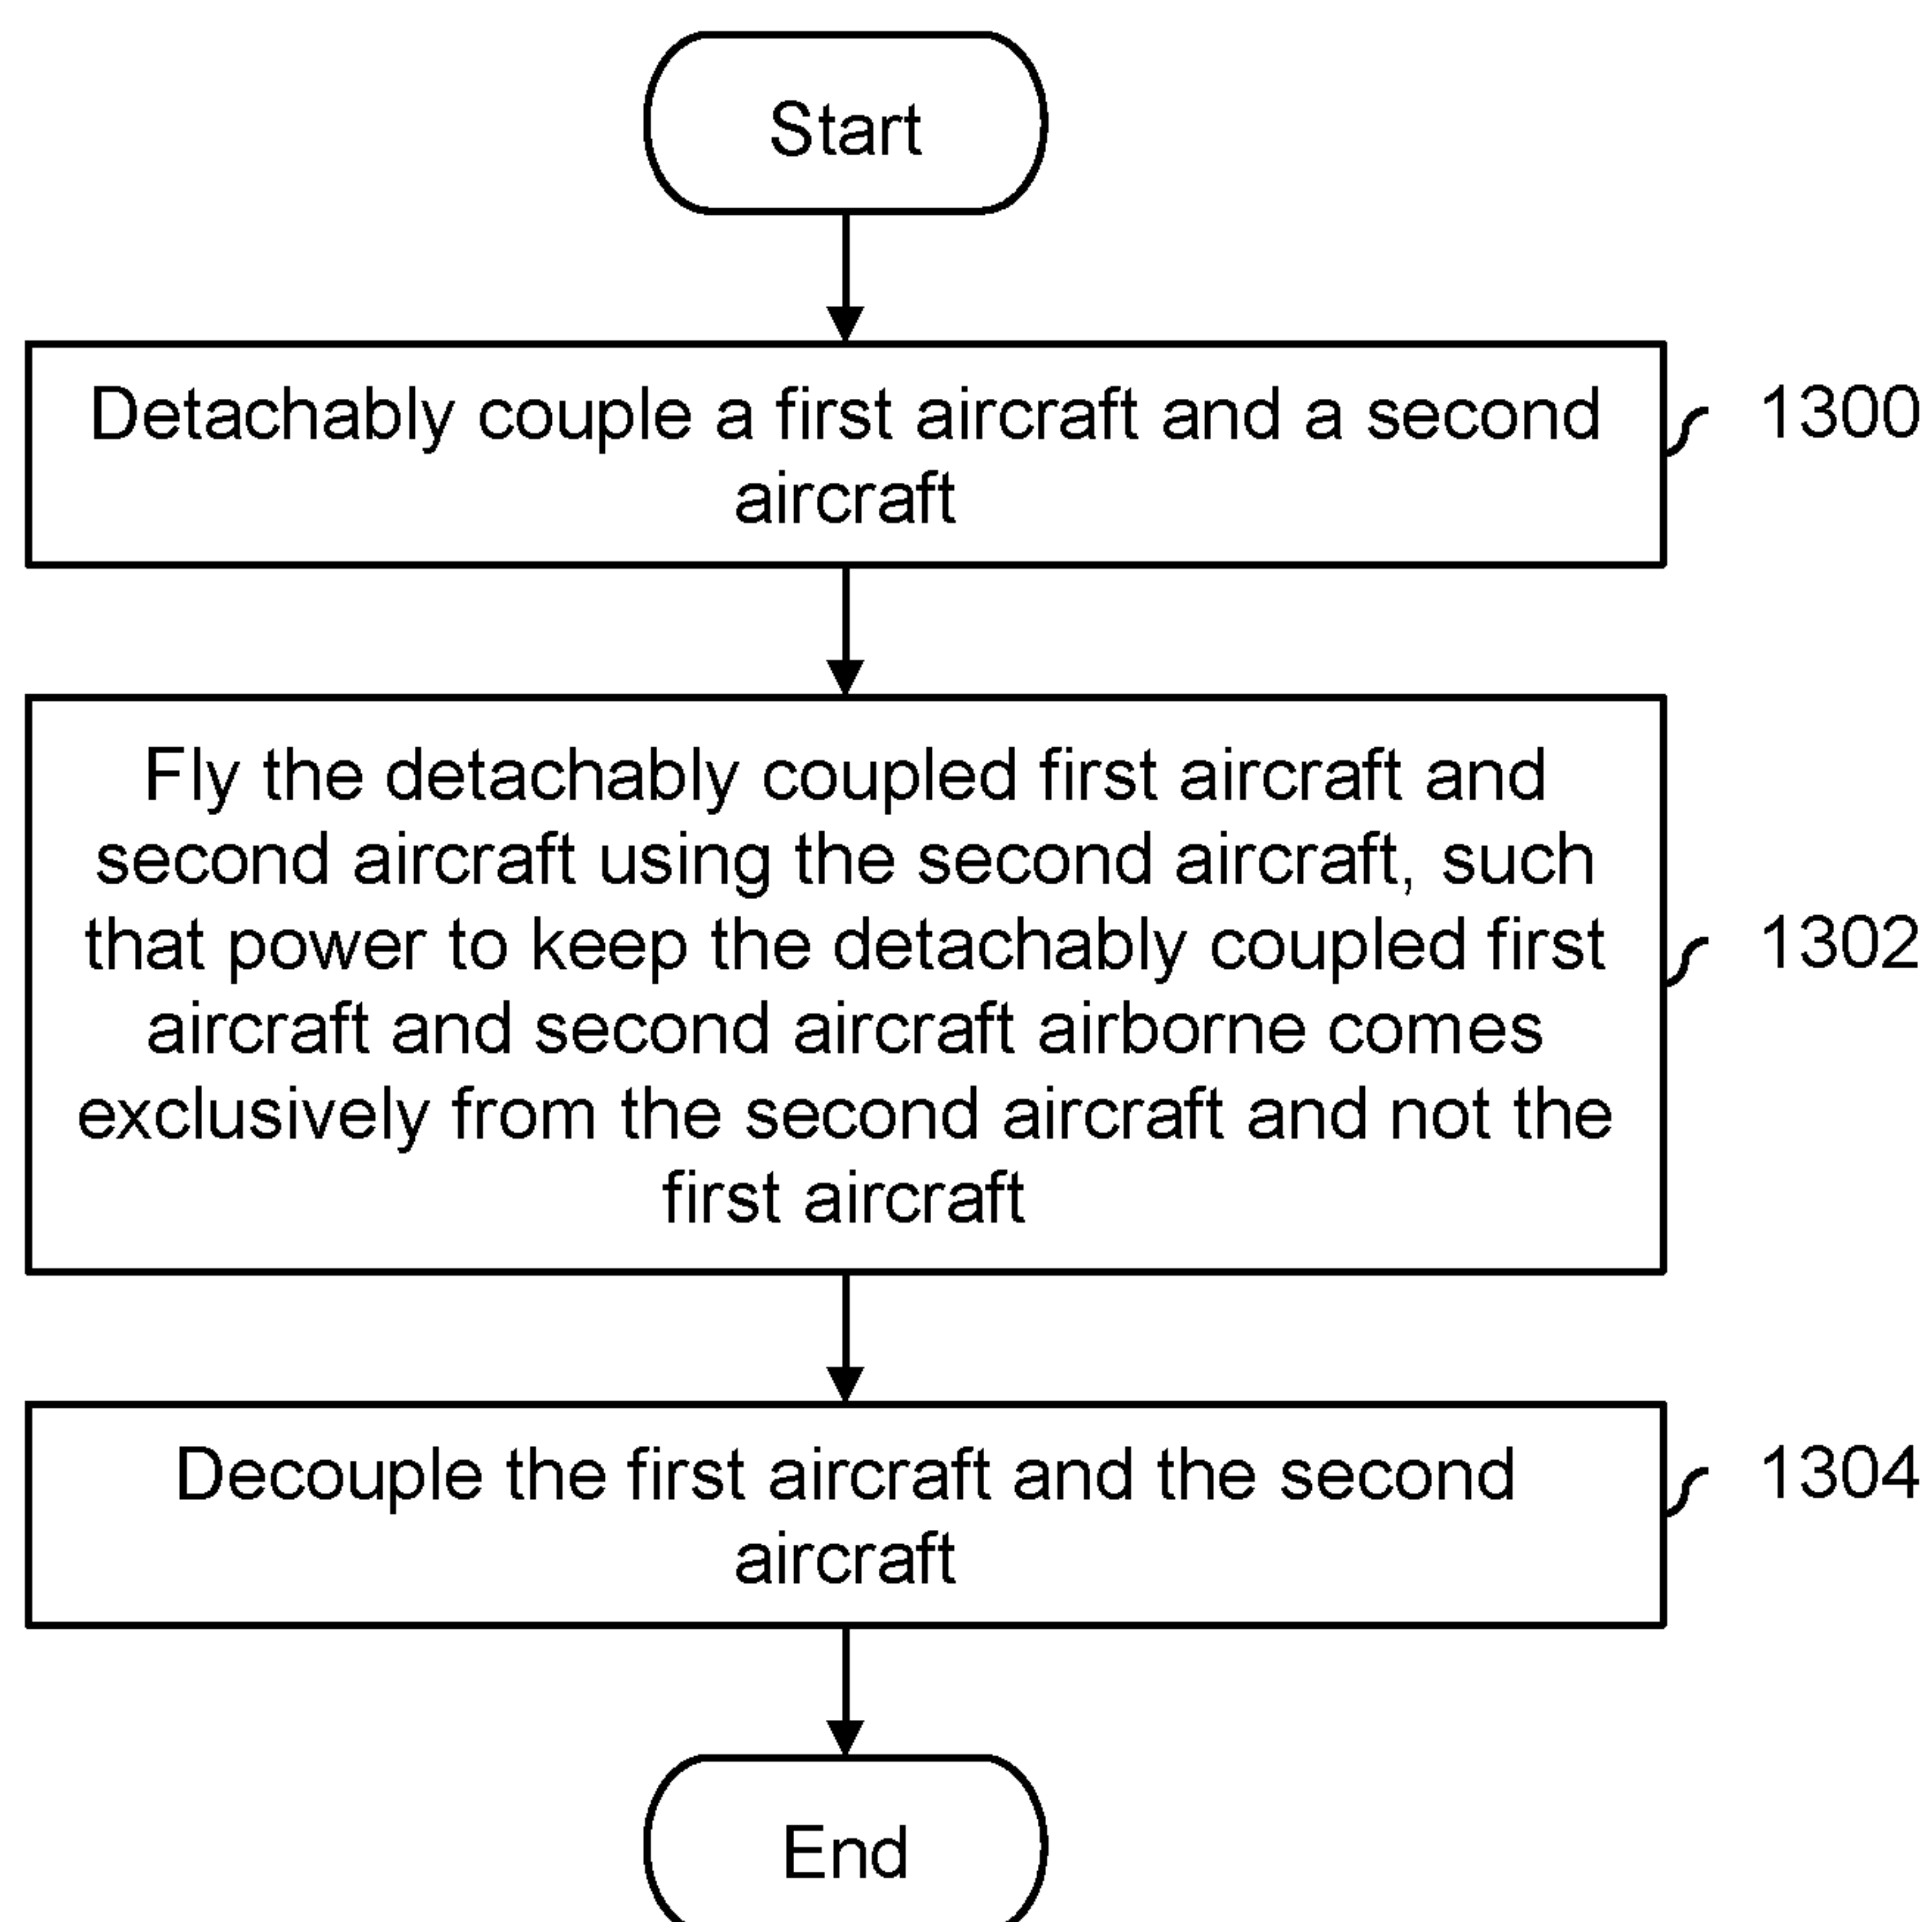 Start
Detachably couple a first aircraft and a second
aircraft
1300
Fly the detachably coupled first aircraft and
second aircraft using the second aircraft, such
that power to keep the detachably coupled first
aircraft and second aircraft airborne comes
exclusively from the second aircraft and not the
first aircraft
1302
Decouple the first aircraft and the second
aircraft
1304
End